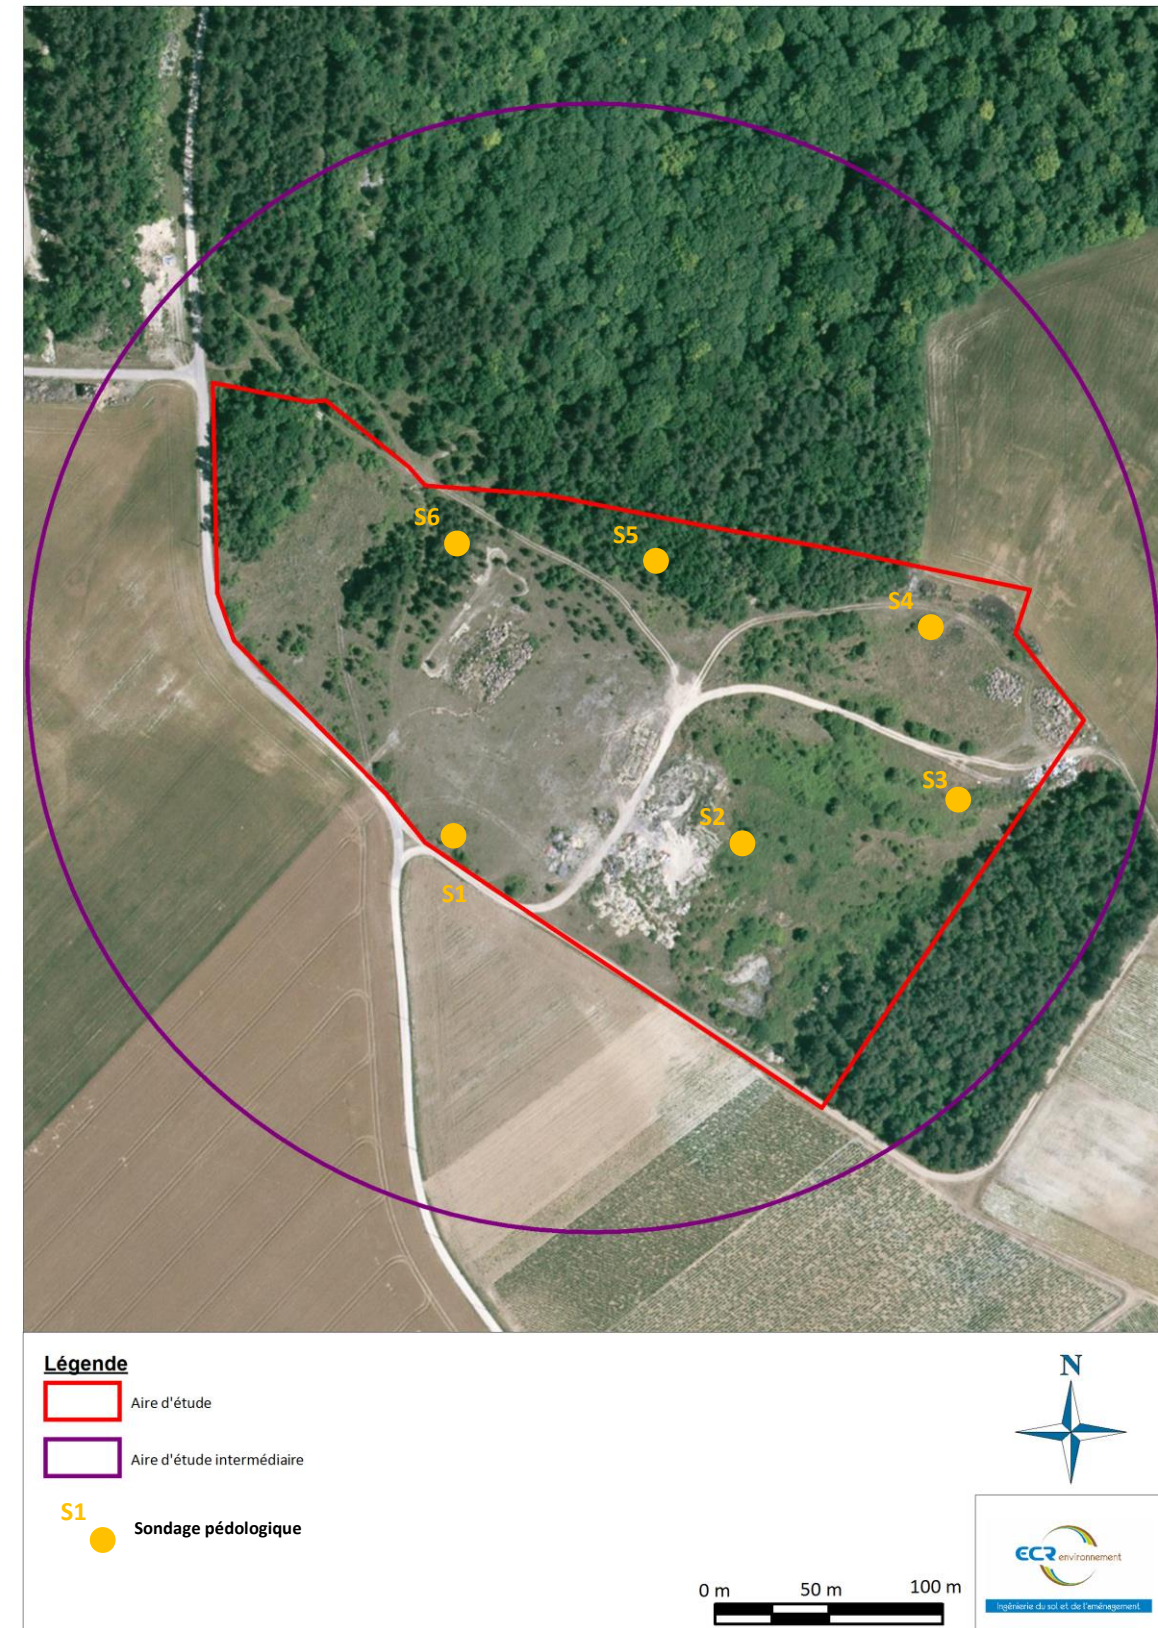 S6
S5
S4
S3
S2
S1
Légende
Aire d'étude
Aire d'étude intermédiaire
S1
Sondage pédologique
N
0 m 50 m 100 m
ECR environnement
Ingénierie du sol et de l'aménagement